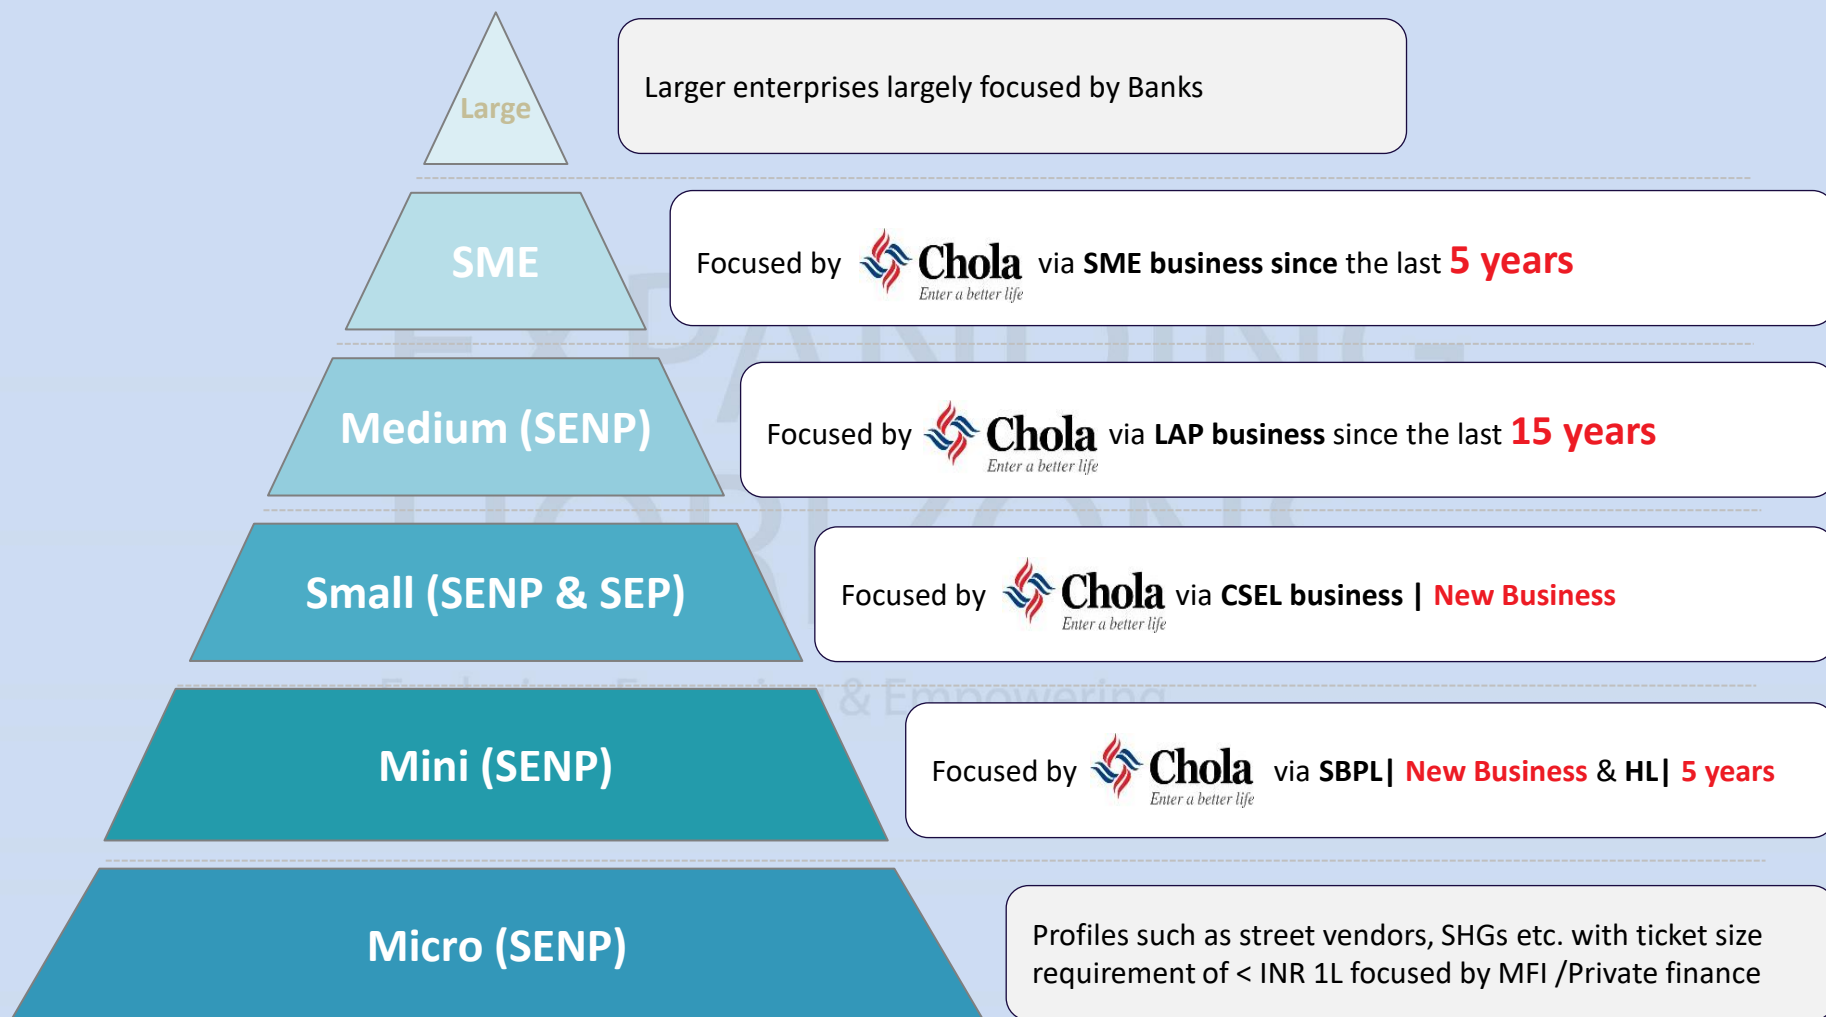 Large
Larger enterprises largely focused by Banks
SME
Focused by Chola via SME business since the last 5 years
Enter a better life
Medium (SENP)
Focused by Chola via LAP business since the last 15 years
Enter a better life
Small (SENP & SEP)
Focused by Chola via CSEL business | New Business
Enter a better life
& Empowering
Mini (SENP)
Focused by Chola via SBPL| New Business & HL| 5 years
Enter a better life
Micro (SENP)
Profiles such as street vendors, SHGs etc. with ticket size
requirement of < INR 1L focused by MFI /Private finance